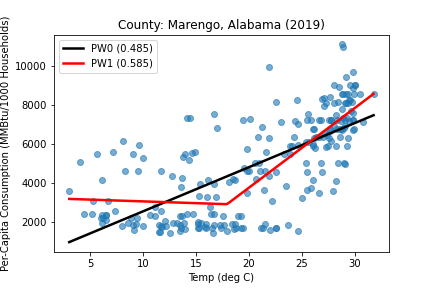 County: Marengo, Alabama (2019)
Per-Capita Consumption (MMBtu/1000 Households)
PW0 (0.485)
PW1 (0.585)
10000
8000
6000
4000
2000
5 10 15 20 25 30
Temp (deg C)